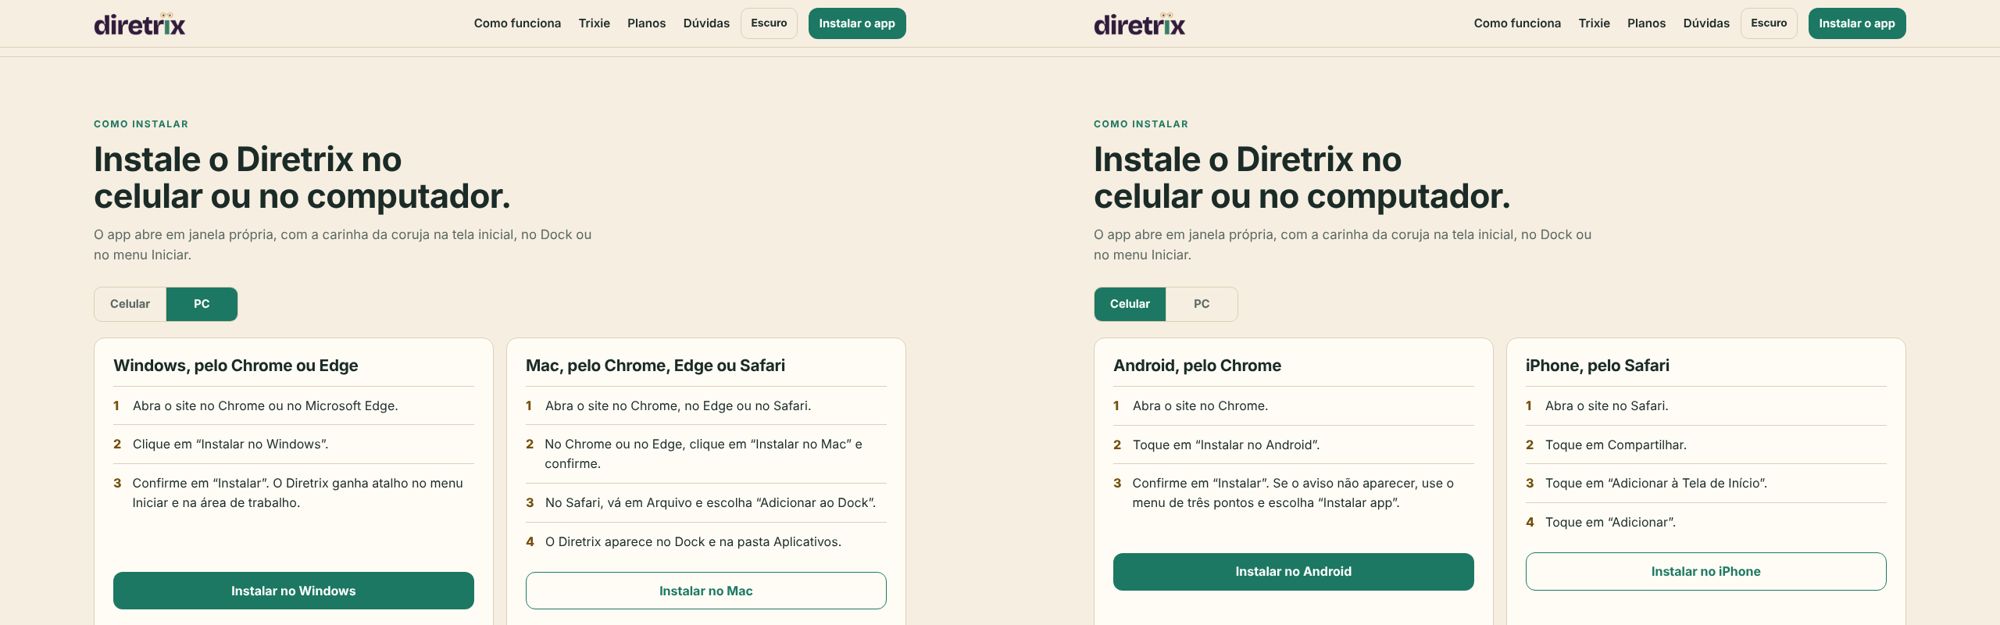 diretrix
Como funciona Trixie Planos Dúvidas Escuro Instalar o app
COMO INSTALAR
Instale o Diretrix no
celular ou no computador.
O app abre em janela própria, com a carinha da coruja na tela inicial, no Dock ou
no menu Iniciar.
Celular PC
Windows, pelo Chrome ou Edge
1 Abra o site no Chrome ou no Microsoft Edge.
2 Clique em “Instalar no Windows”.
3 Confirme em “Instalar”. O Diretrix ganha atalho no menu
Iniciar e na área de trabalho.
Instalar no Windows
Mac, pelo Chrome, Edge ou Safari
1 Abra o site no Chrome, no Edge ou no Safari.
2 No Chrome ou no Edge, clique em “Instalar no Mac” e
confirme.
3 No Safari, vá em Arquivo e escolha “Adicionar ao Dock”.
4 O Diretrix aparece no Dock e na pasta Aplicativos.
Instalar no Mac
diretrix
Como funciona Trixie Planos Dúvidas Escuro Instalar o app
COMO INSTALAR
Instale o Diretrix no
celular ou no computador.
O app abre em janela própria, com a carinha da coruja na tela inicial, no Dock ou
no menu Iniciar.
Celular PC
Android, pelo Chrome
1 Abra o site no Chrome.
2 Toque em “Instalar no Android”.
3 Confirme em “Instalar”. Se o aviso não aparecer, use o
menu de três pontos e escolha “Instalar app”.
Instalar no Android
iPhone, pelo Safari
1 Abra o site no Safari.
2 Toque em Compartilhar.
3 Toque em “Adicionar à Tela de Início”.
4 Toque em “Adicionar”.
Instalar no iPhone